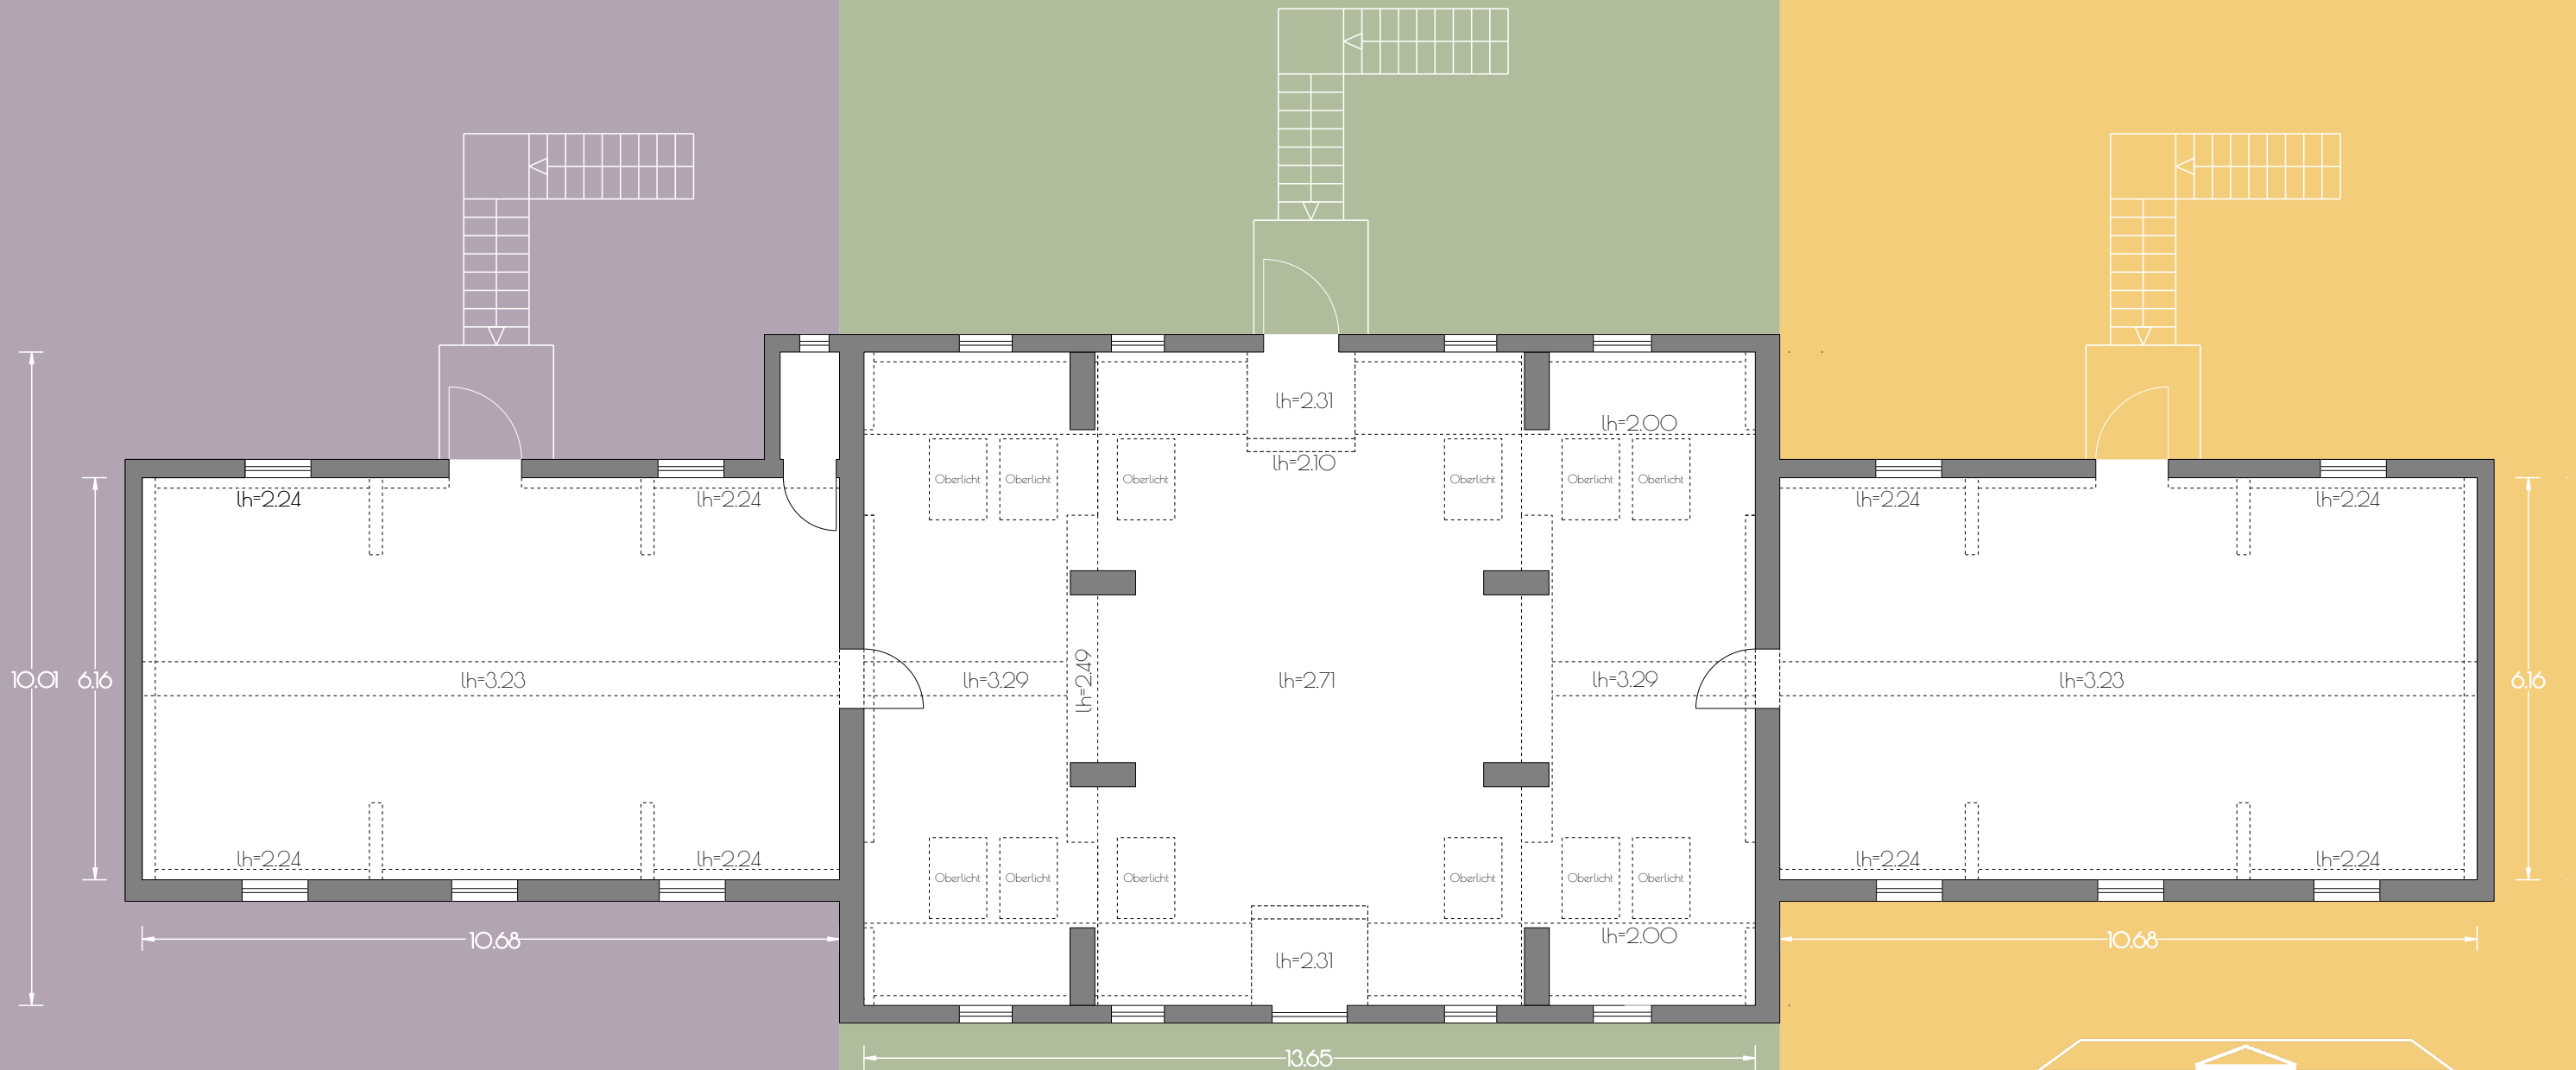 lh=2.31
lh=2.00
lh=2.10
Oberlicht Oberlicht Oberlicht Oberlicht Oberlicht Oberlicht
lh=2.24 lh=2.24 lh=2.24 lh=2.24
10.01 6.16 lh=3.23 lh=3.29 lh=2.49 lh=2.71 lh=3.29 lh=3.23 6.16
lh=2.24 lh=2.24 lh=2.24 lh=2.24
Oberlicht Oberlicht Oberlicht Oberlicht Oberlicht Oberlicht
lh=2.00
10.68 10.68
lh=2.31
13.65